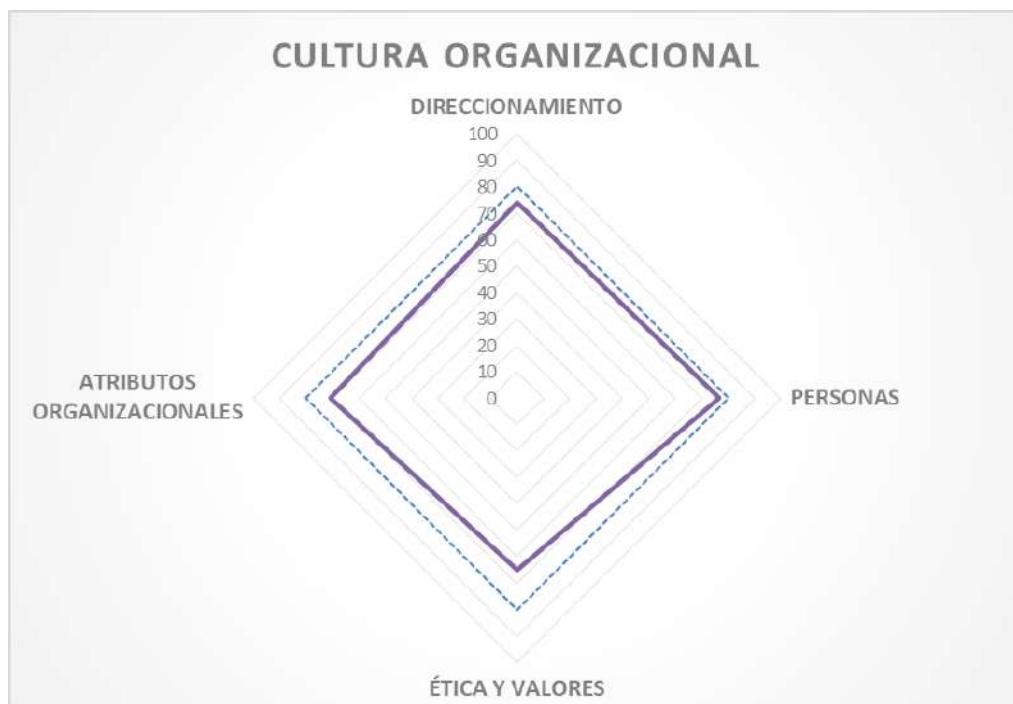 CULTURA ORGANIZACIONAL
DIRECCIONAMIENTO
100
90
80
70
60
50
40
30
20
10
0
ATRIBUTOS
ORGANIZACIONALES
PERSONAS
ÉTICA Y VALORES